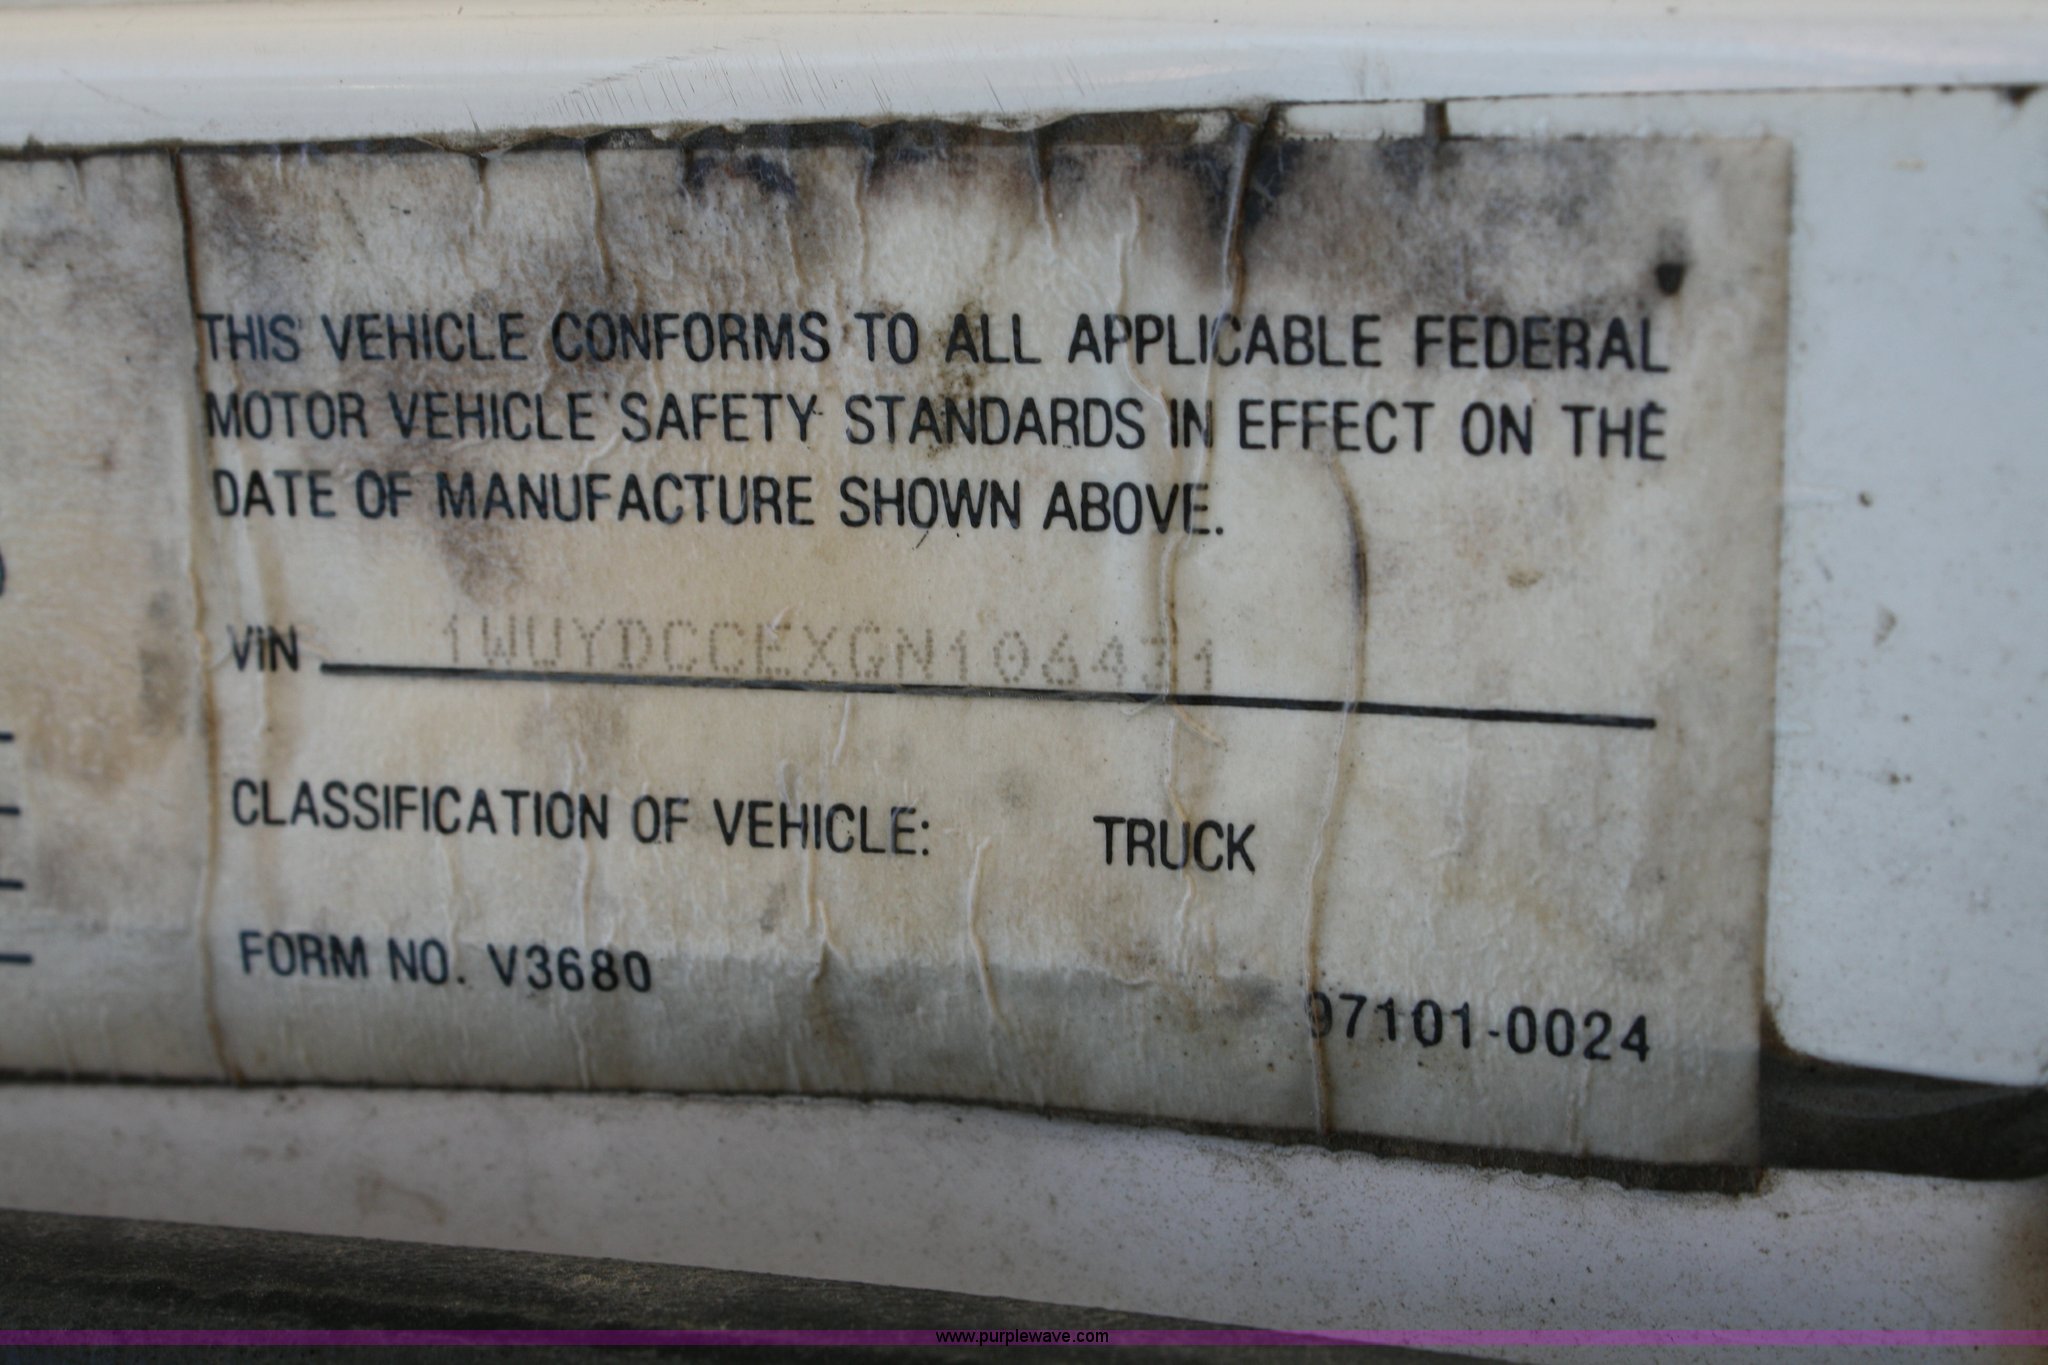 THIS VEHICLE CONFORMS TO ALL APPLICABLE FEDERAL
MOTOR VEHICLE SAFETY STANDARDS IN EFFECT ON THE
DATE OF MANUFACTURE SHOWN ABOVE.
VIN 1WUYDCCEXGN106431
CLASSIFICATION OF VEHICLE: TRUCK
FORM NO. V3680
97101-0024
www.purplewave.com